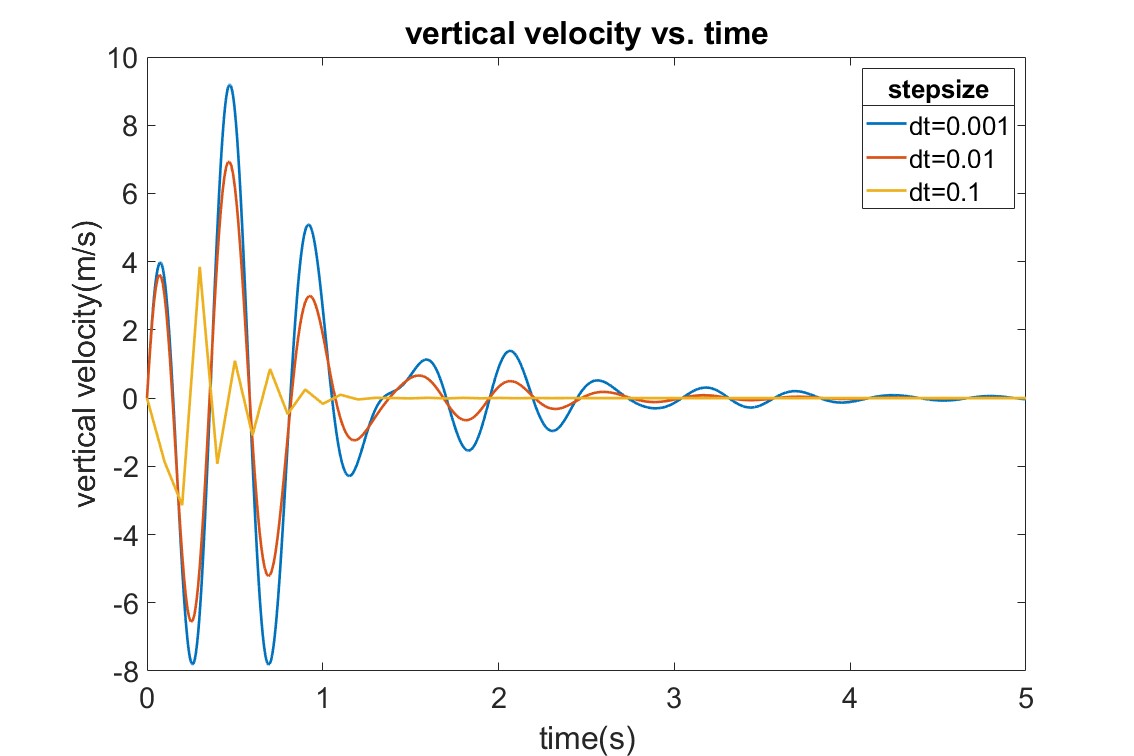 vertical velocity vs. time
stepsize
dt=0.001
dt=0.01
dt=0.1
vertical velocity(m/s)
10
8
6
4
2
0
-2
-4
-6
-8
0 1 2 3 4 5
time(s)